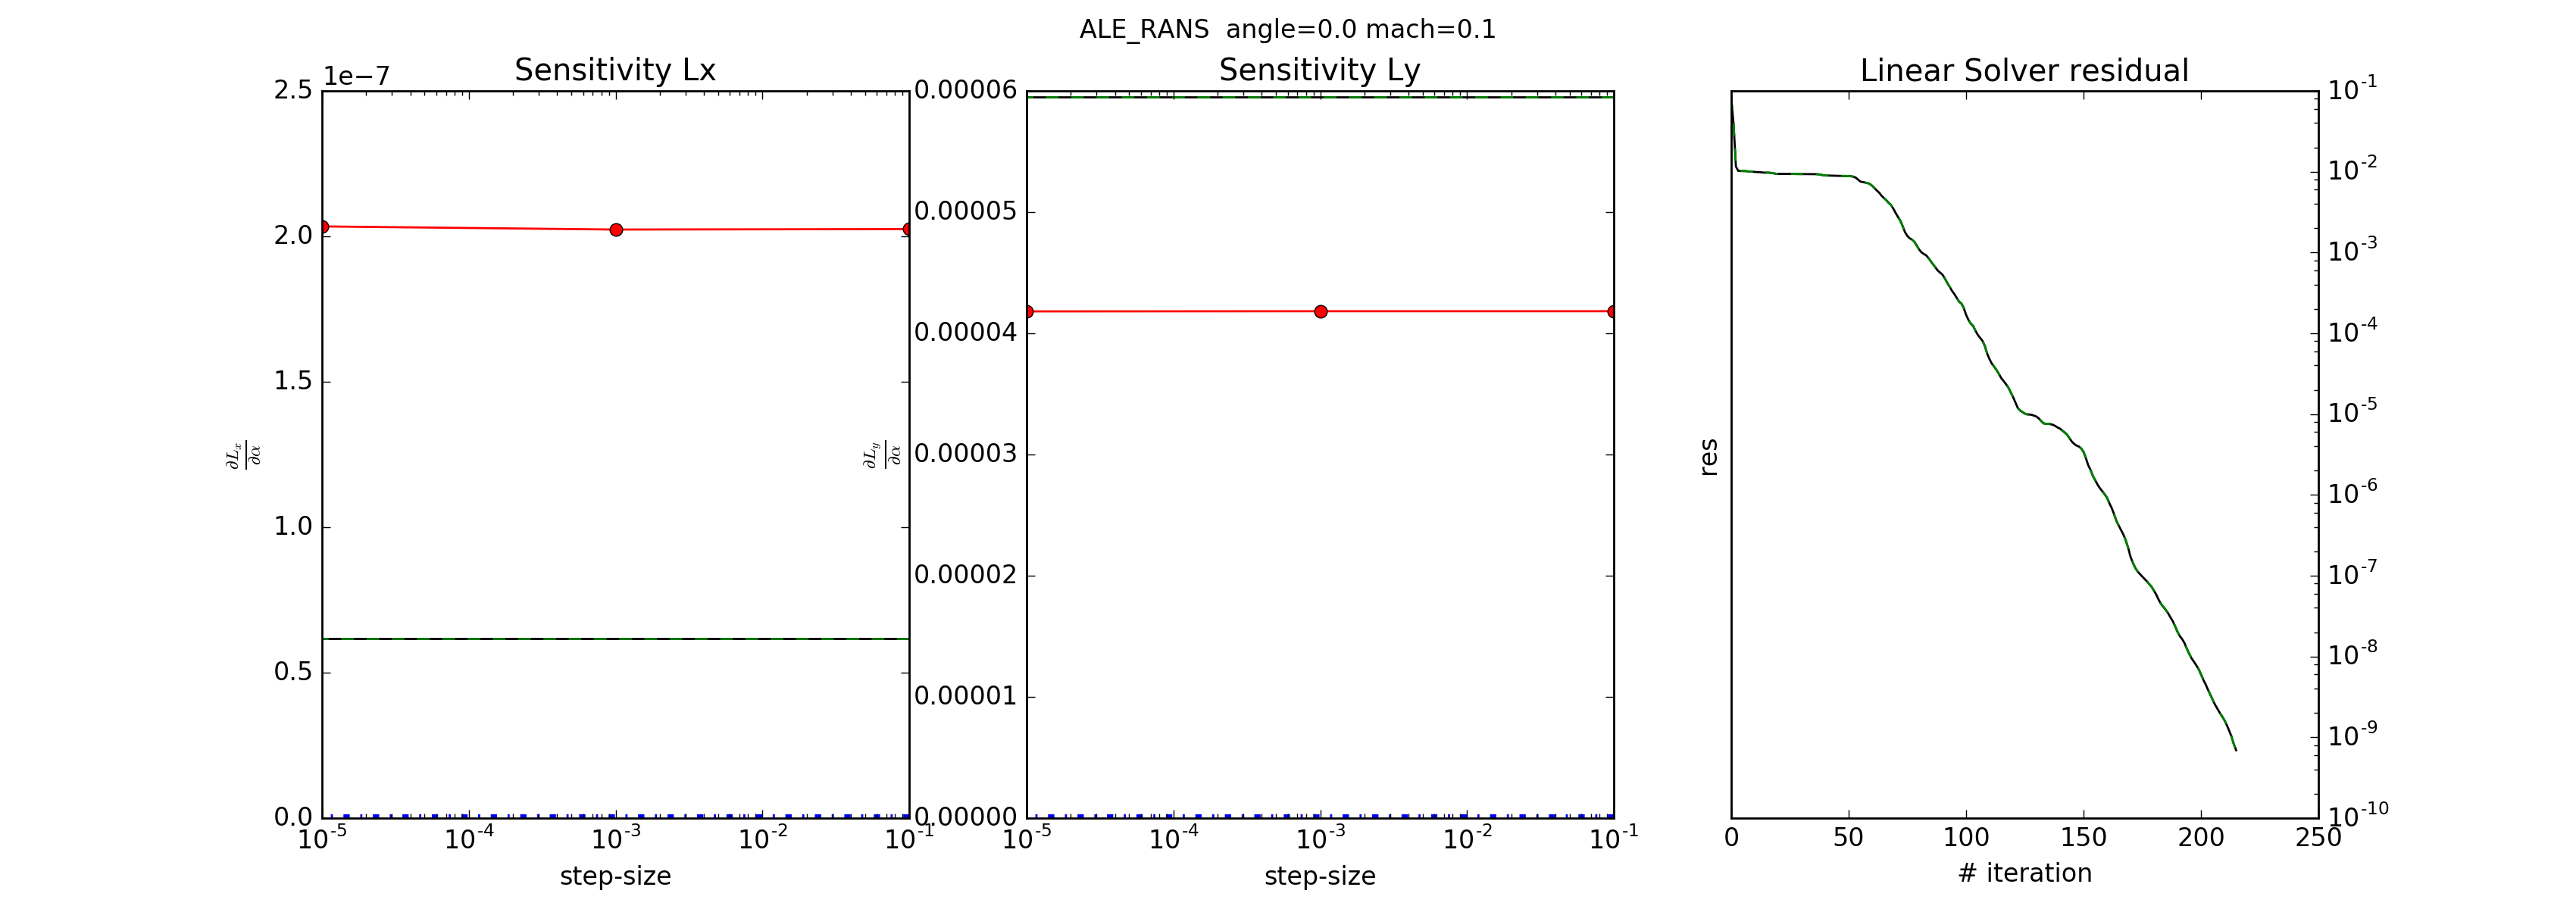 ALE_RANS  angle=0.0 mach=0.1
Sensitivity Lx
1e−7
2.5
2.0
1.5
1.0
0.5
0.0
∂Lx/∂α
10^-5 10^-4 10^-3 10^-2 10^-1
step-size
Sensitivity Ly
0.00006
0.00005
0.00004
0.00003
0.00002
0.00001
0.00000
∂Ly/∂α
10^-5 10^-4 10^-3 10^-2 10^-1
step-size
Linear Solver residual
res
10^-1
10^-2
10^-3
10^-4
10^-5
10^-6
10^-7
10^-8
10^-9
10^-10
0 50 100 150 200 250
# iteration